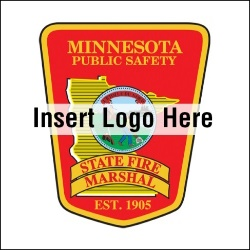 MINNESOTA
PUBLIC SAFETY
Insert Logo Here
STATE FIRE
MARSHAL
EST. 1905